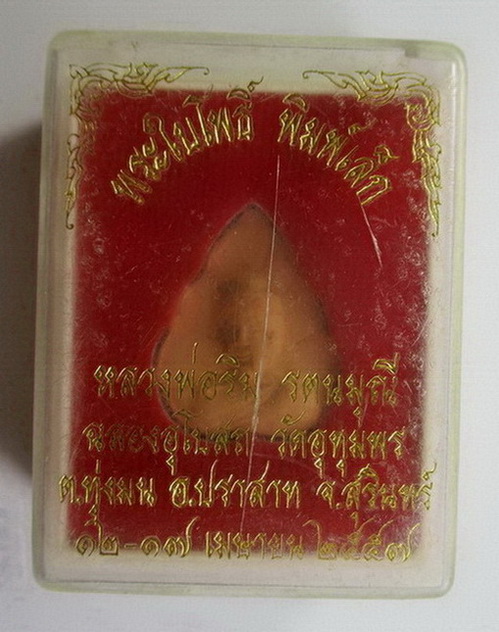 พระใบโพธิ์ พิมพ์เล็ก
หลวงพ่อริม รตนมุณี
ฉลองอุโบสถ วัดอุทุมพร
ต.ทุ่งมน อ.ปราสาท จ.สุรินทร์
๑๒-๑๗ เมษายน ๒๕๕๗